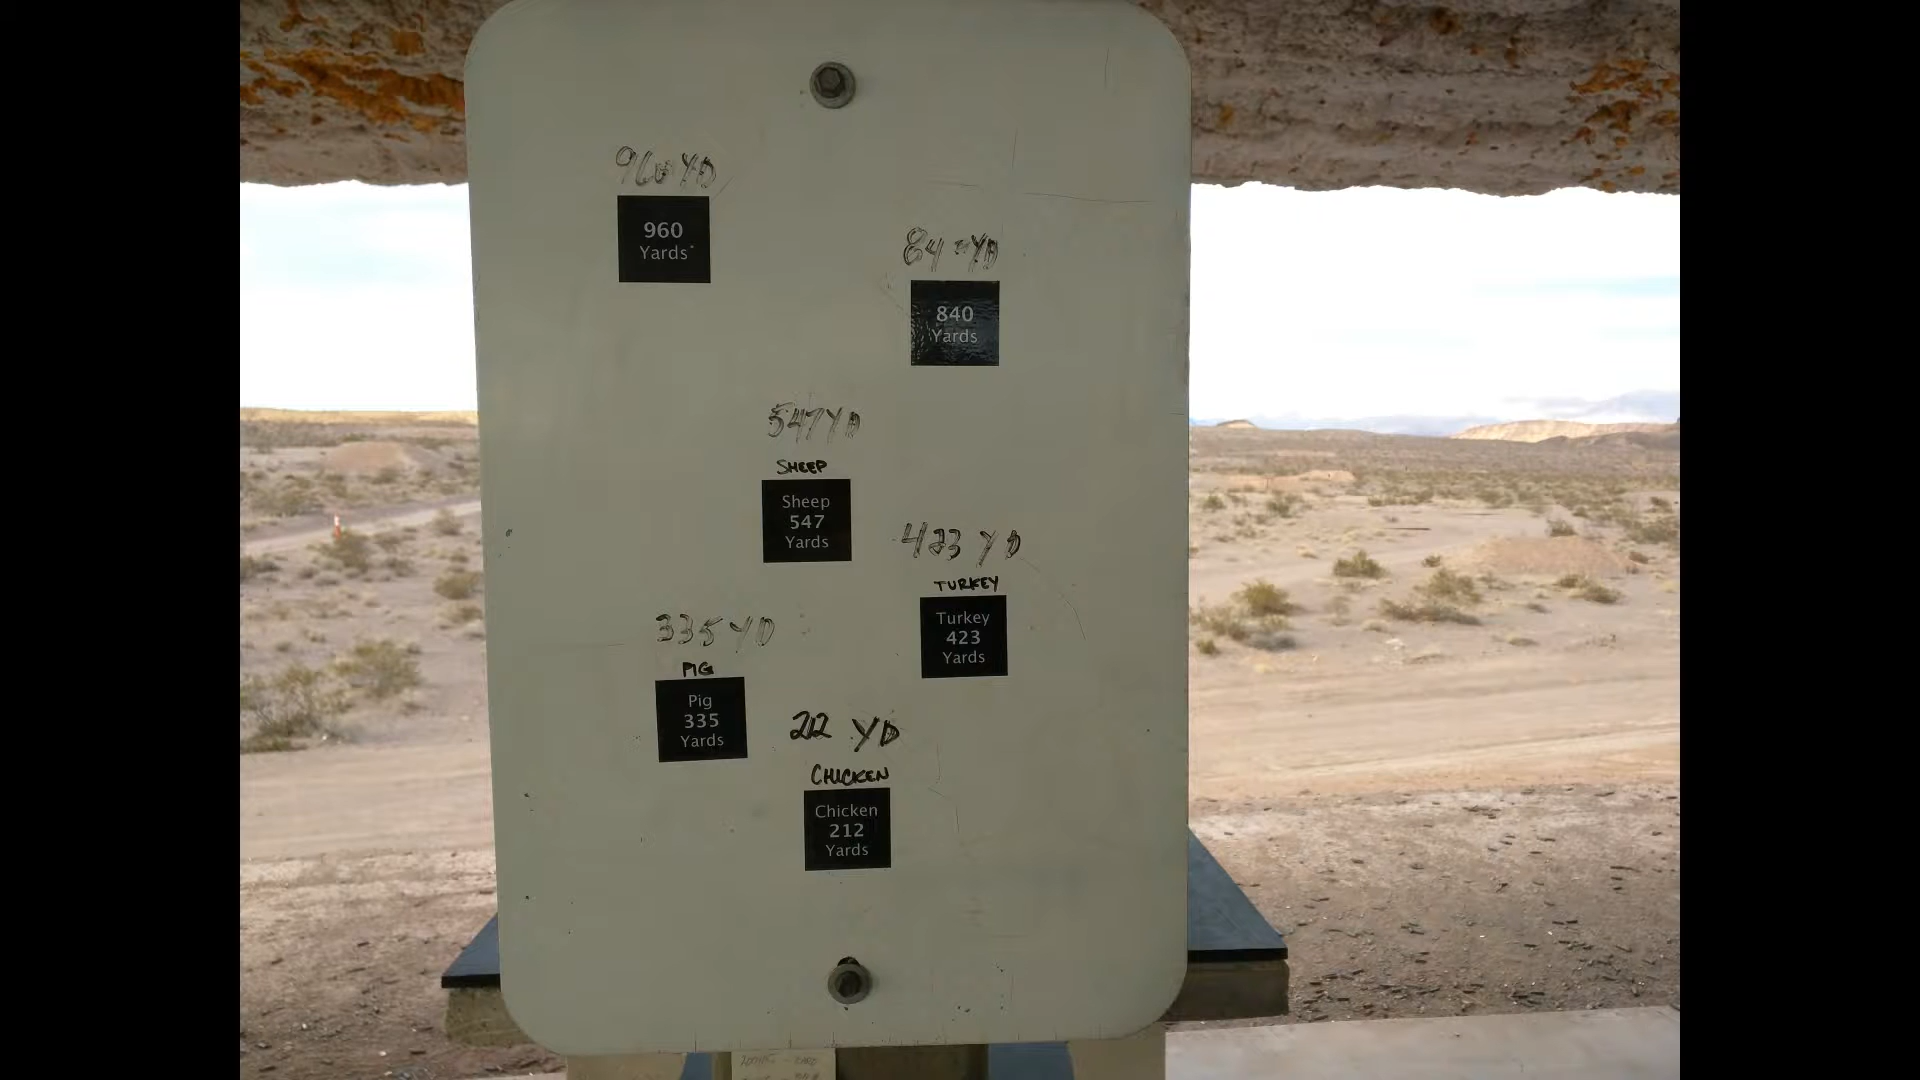 960 YD
960
Yards
840 YD
840
Yards
547 YD
SHEEP
Sheep
547
Yards
423 YD
TURKEY
Turkey
423
Yards
335 YD
PIG
Pig
335
Yards
212 YD
CHICKEN
Chicken
212
Yards